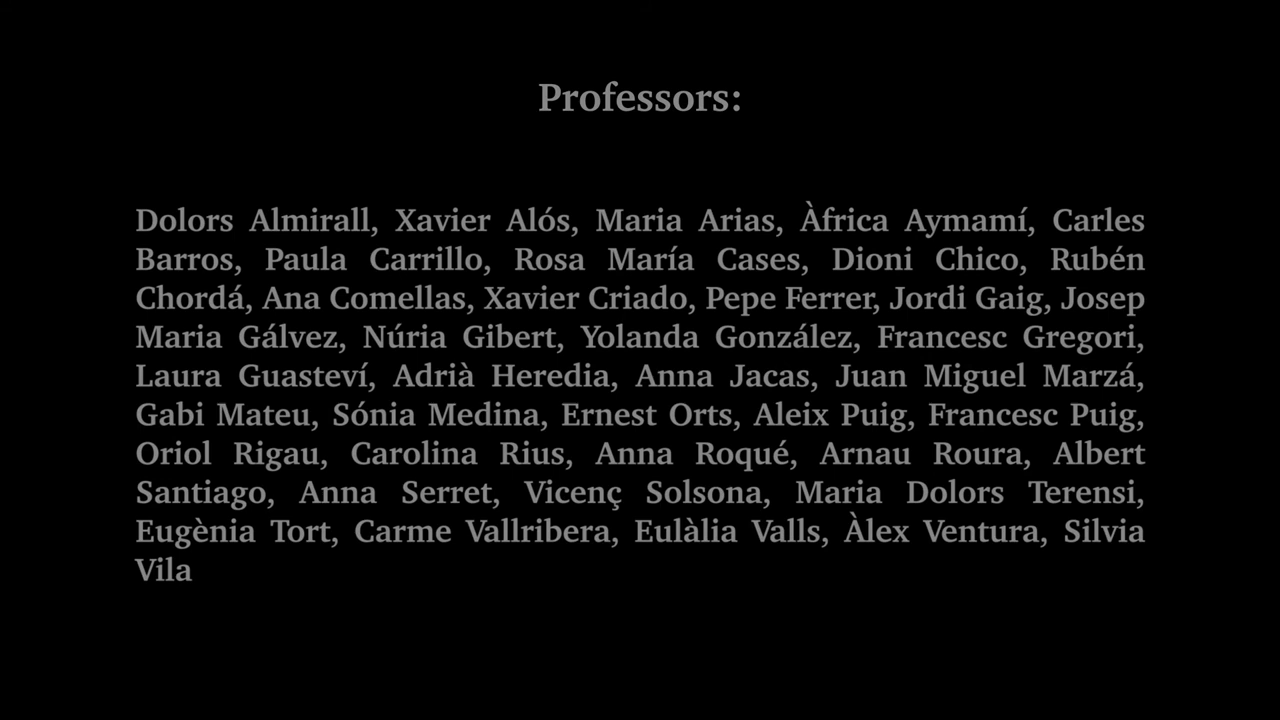 Professors:
Dolors Almirall, Xavier Alós, Maria Arias, Àfrica Aymamí, Carles
Barros, Paula Carrillo, Rosa María Cases, Dioni Chico, Rubén
Chordá, Ana Comellas, Xavier Criado, Pepe Ferrer, Jordi Gaig, Josep
Maria Gálvez, Núria Gibert, Yolanda González, Francesc Gregori,
Laura Guasteví, Adrià Heredia, Anna Jacas, Juan Miguel Marzá,
Gabi Mateu, Sónia Medina, Ernest Orts, Aleix Puig, Francesc Puig,
Oriol Rigau, Carolina Rius, Anna Roqué, Arnau Roura, Albert
Santiago, Anna Serret, Vicenç Solsona, Maria Dolors Terensi,
Eugènia Tort, Carme Vallribera, Eulàlia Valls, Àlex Ventura, Silvia
Vila